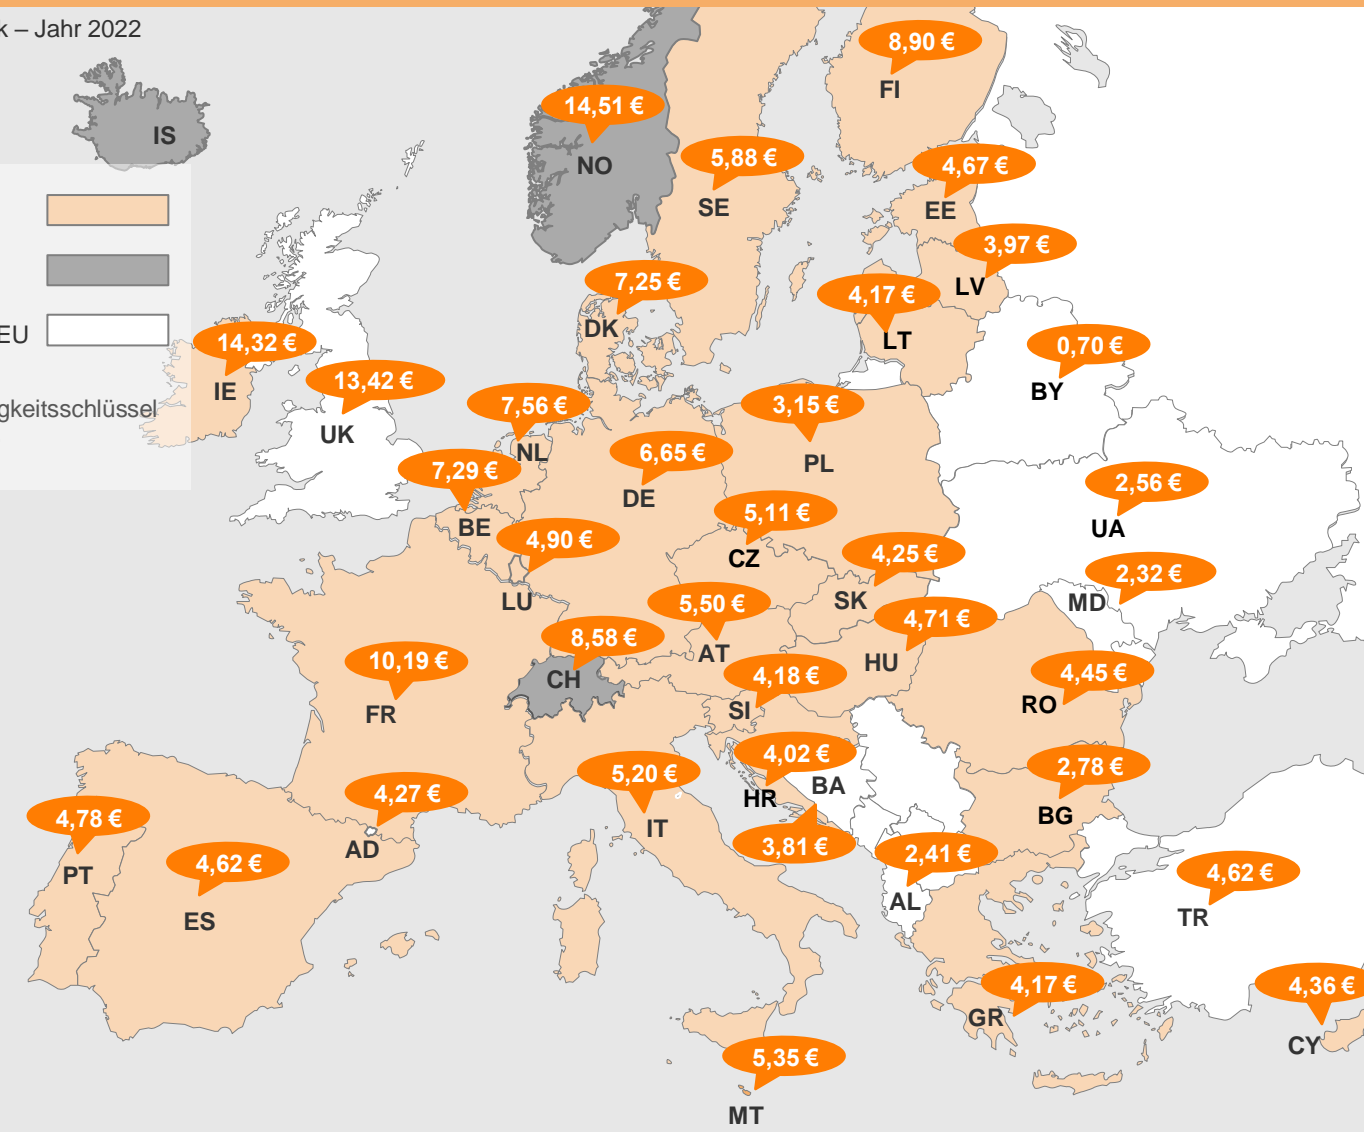 k – Jahr 2022
8,90 €
FI
14,51 €
NO
IS
5,88 €
SE
4,67 €
EE
3,97 €
LV
7,25 €
DK
4,17 €
LT
EU
14,32 €
IE
13,42 €
UK
0,70 €
BY
gkeitsschlüssel
7,56 €
NL
3,15 €
PL
7,29 €
BE
6,65 €
DE
2,56 €
UA
5,11 €
CZ
4,90 €
LU
4,25 €
SK
2,32 €
MD
5,50 €
AT
4,71 €
HU
8,58 €
CH
10,19 €
FR
4,18 €
SI
4,45 €
RO
4,02 €
HR
BA
3,81 €
5,20 €
IT
2,78 €
BG
4,27 €
AD
4,78 €
PT
4,62 €
ES
2,41 €
AL
4,62 €
TR
4,17 €
GR
4,36 €
CY
5,35 €
MT